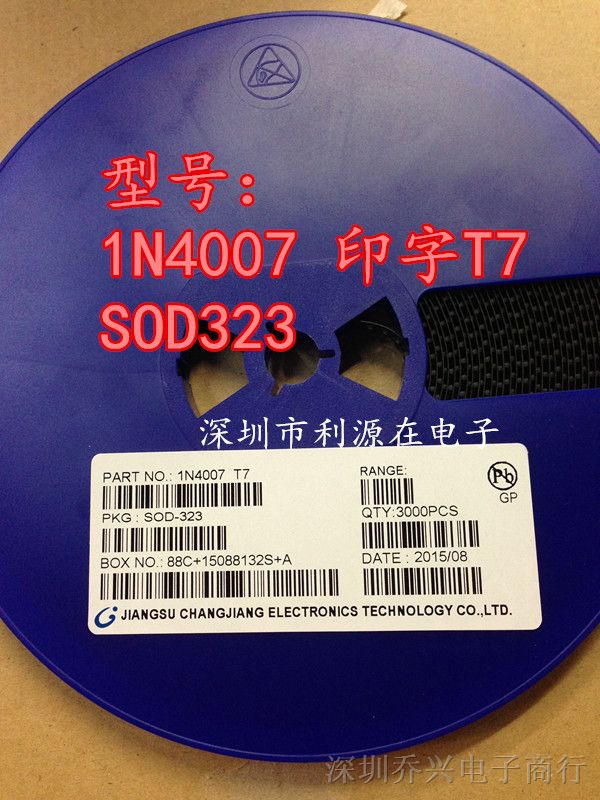 型号:
1N4007 印字T7
SOD323
深圳市利源在电子
PART NO.: 1N4007 T7
RANGE:
Pb
GP
PKG : SOD-323
QTY:3000PCS
BOX NO.: 88C+15088132S+A
DATE : 2015/08
JIANGSU CHANGJIANG ELECTRONICS TECHNOLOGY CO.,LTD.
深圳乔兴电子商行